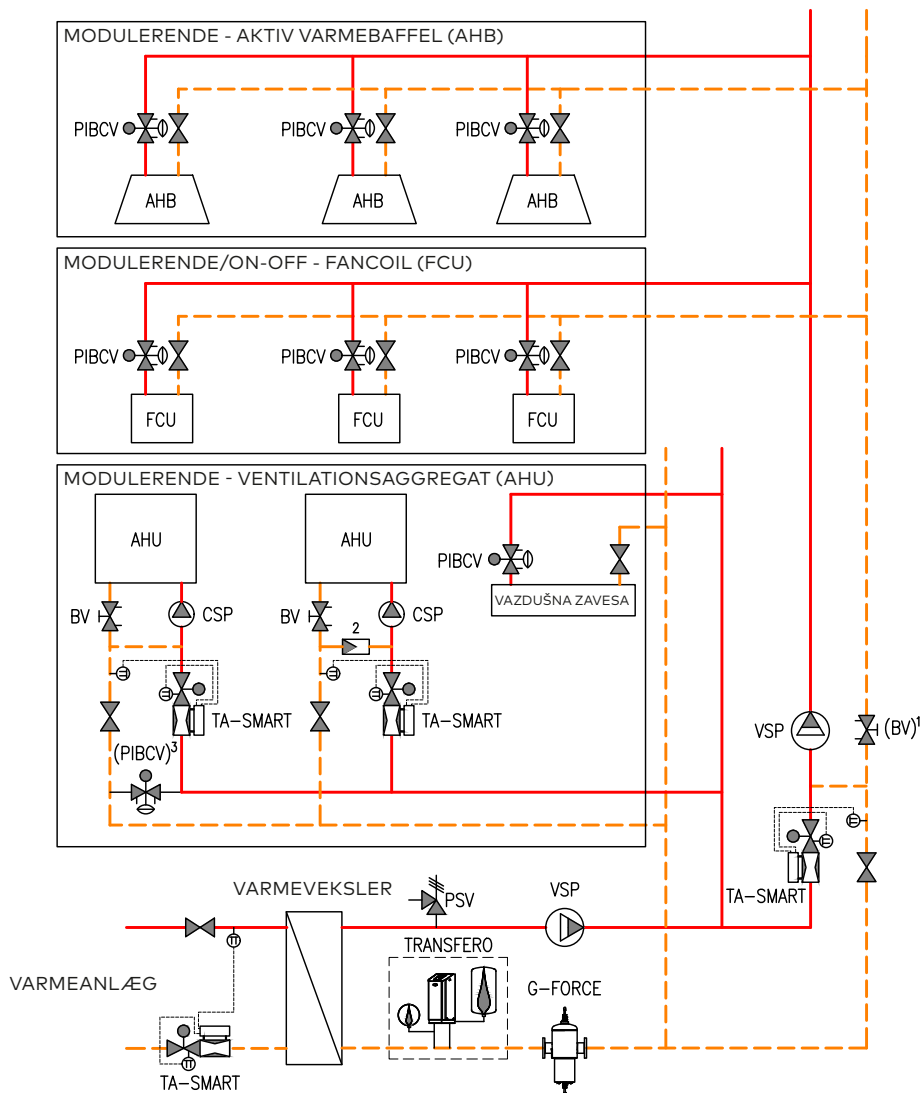 MODULERENDE - AKTIV VARMEBAFFEL (AHB)
PIBCV
PIBCV
PIBCV
AHB
AHB
AHB
MODULERENDE/ON-OFF - FANCOIL (FCU)
PIBCV
PIBCV
PIBCV
FCU
FCU
FCU
MODULERENDE - VENTILATIONSAGGREGAT (AHU)
AHU
AHU
PIBCV
VAZDUŠNA ZAVESA
BV
CSP
BV
CSP
2
TA-SMART
TA-SMART
(PIBCV)³
VSP
(BV)¹
TA-SMART
VARMEVEKSLER
PSV
VSP
TRANSFERO
G-FORCE
VARMEANLÆG
TA-SMART